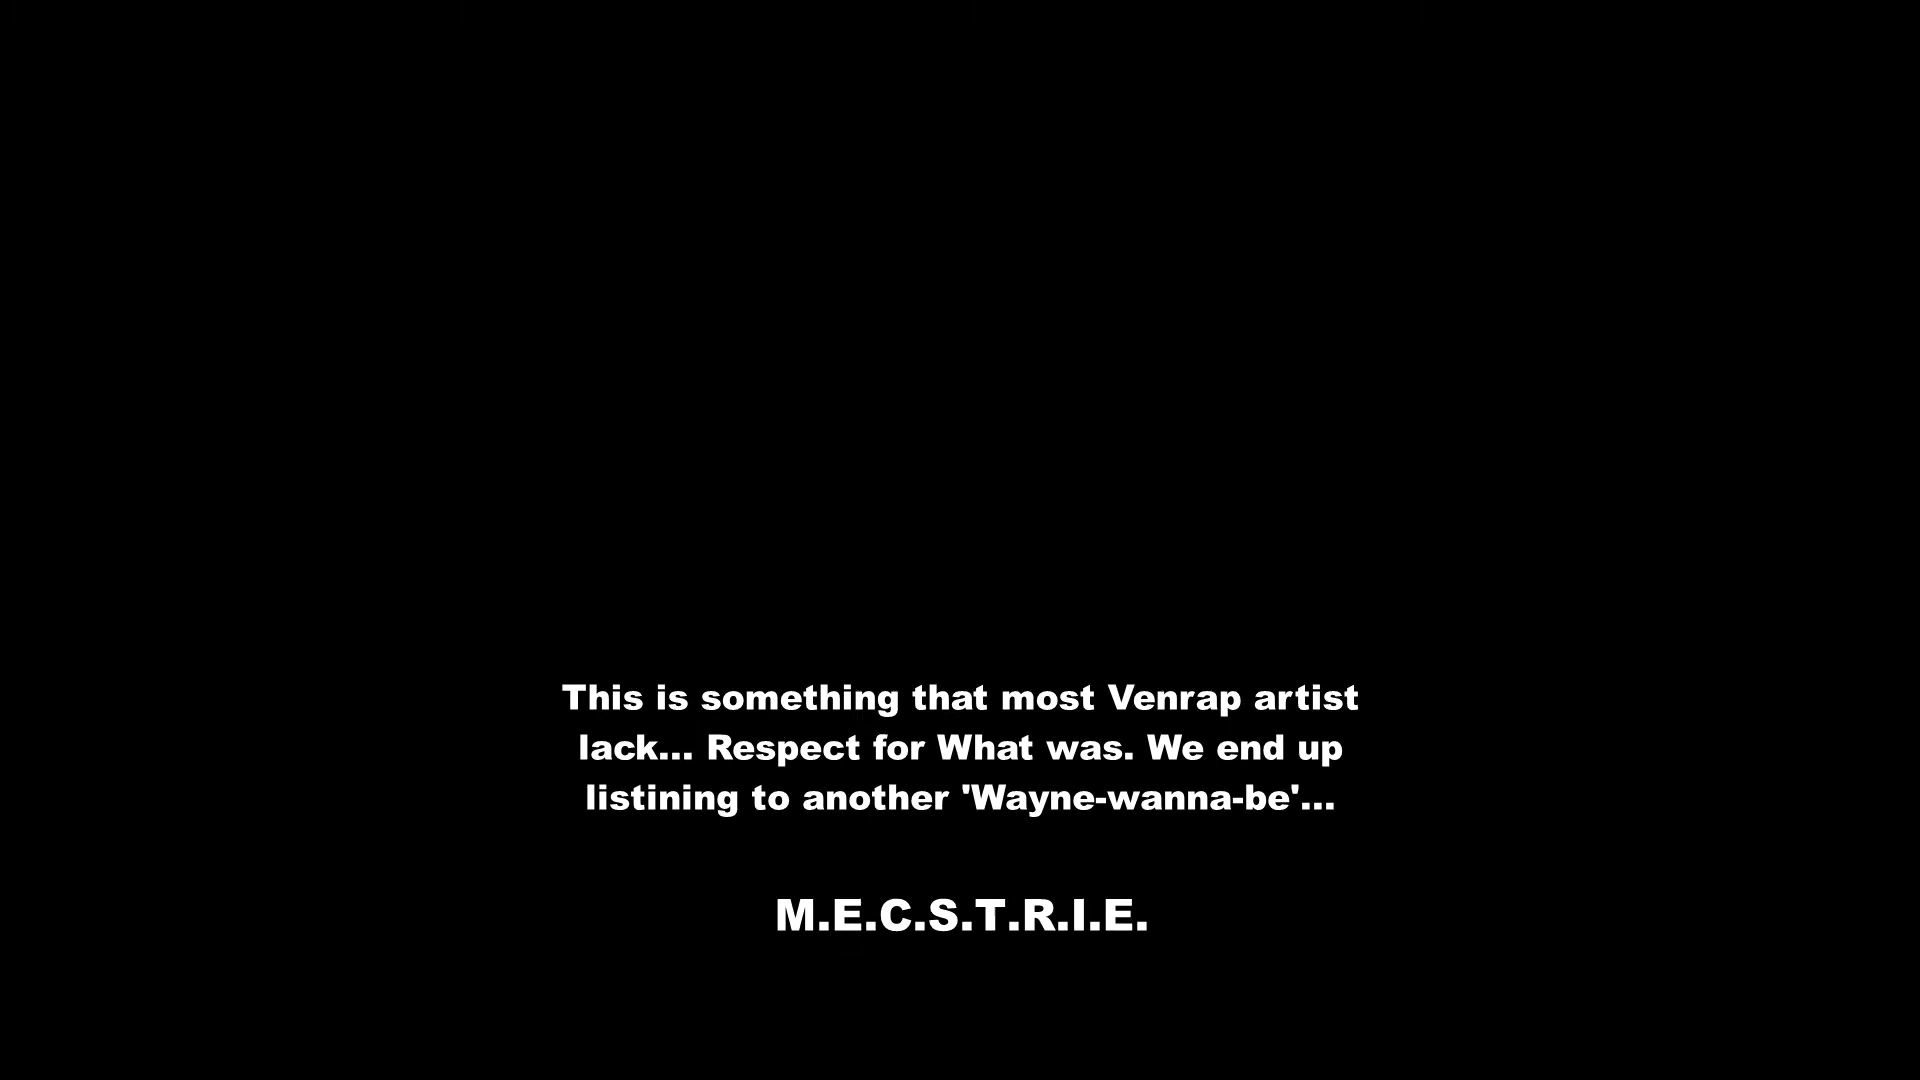 This is something that most Venrap artist
lack... Respect for What was. We end up
listining to another 'Wayne-wanna-be'...
M.E.C.S.T.R.I.E.